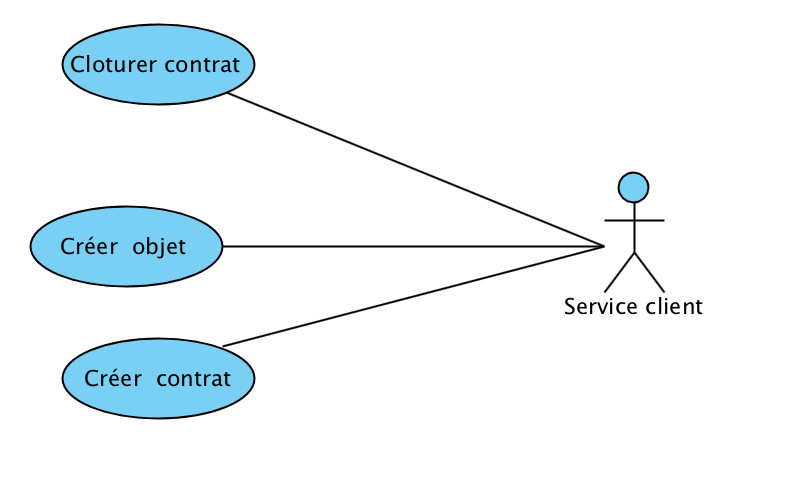 Cloturer contrat
Créer objet
Service client
Créer contrat